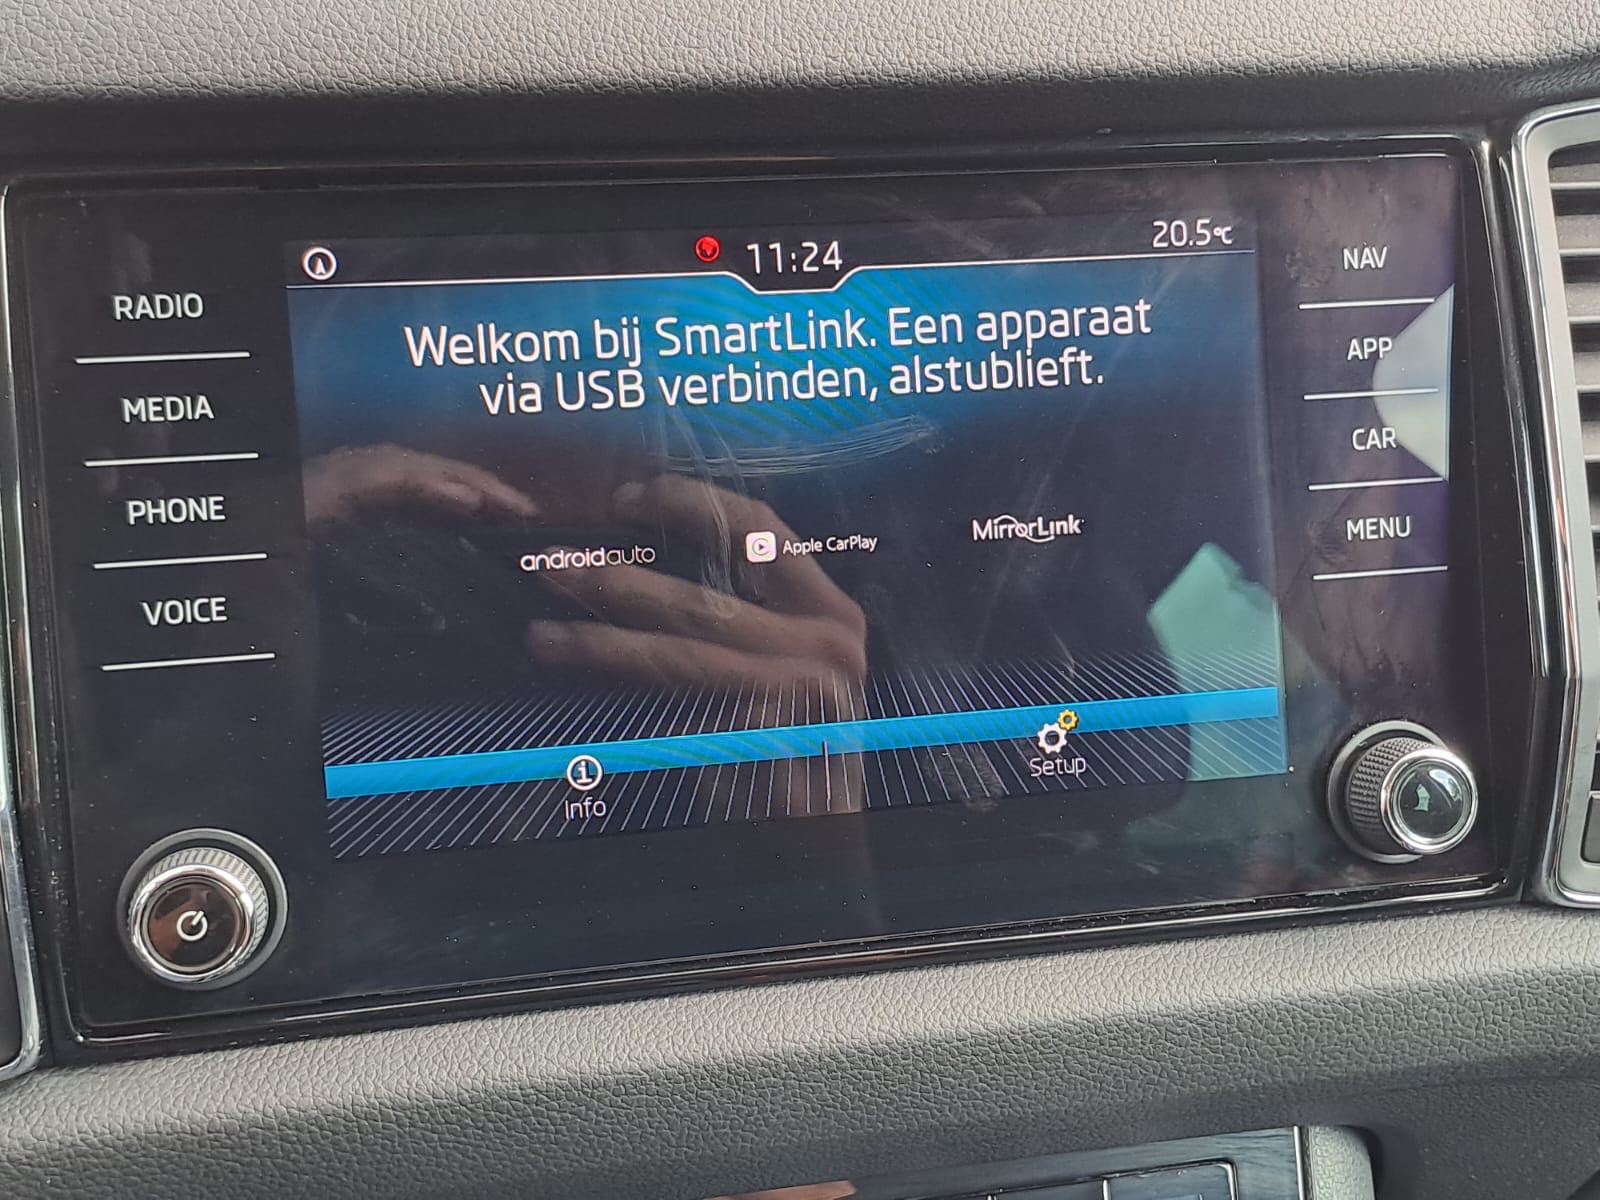 11:24
20.5°C
RADIO
MEDIA
PHONE
VOICE
Welkom bij SmartLink. Een apparaat
via USB verbinden, alstublieft.
androidauto
Apple CarPlay
MirrorLink
Info
Setup
NAV
APP
CAR
MENU